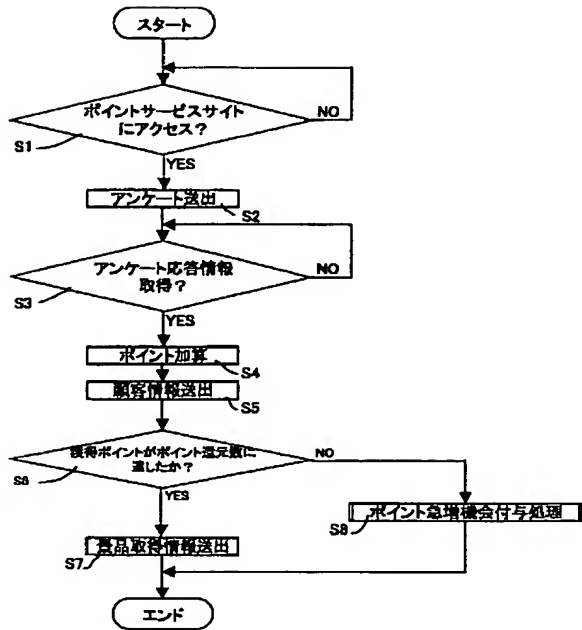 スタート
ポイントサービスサイト
にアクセス?
NO
S1
YES
アンケート送出
S2
アンケート応答情報
取得?
NO
S3
YES
ポイント加算
S4
顧客情報送出
S5
獲得ポイントがポイント還元数に
達したか?
NO
S6
YES
ポイント急増機会付与処理
S8
景品取得情報送出
S7
エンド